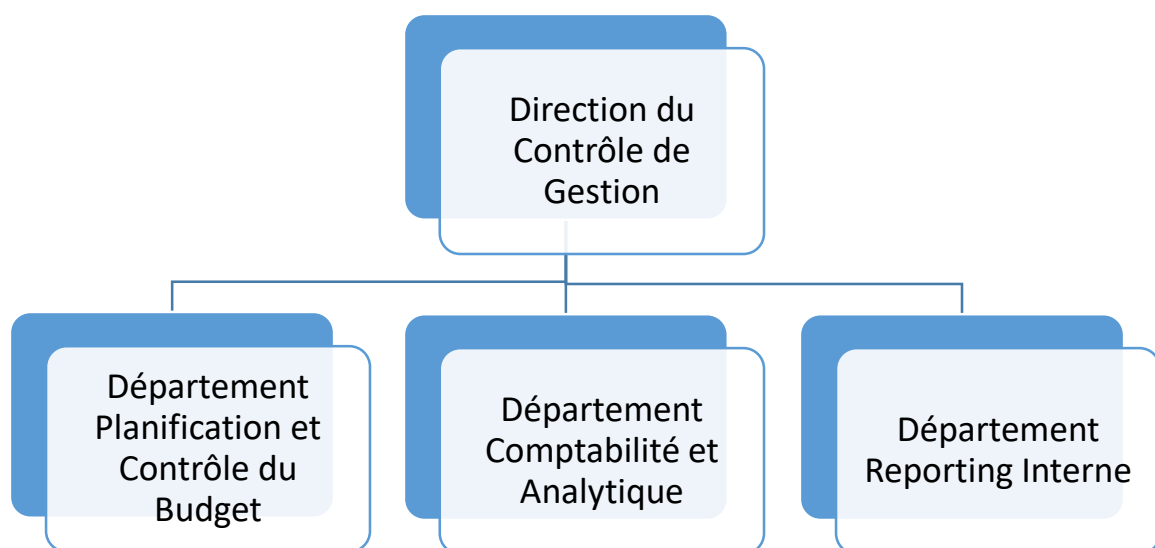 Direction du
Contrôle de
Gestion
Département
Planification et
Contrôle du
Budget
Département
Comptabilité et
Analytique
Département
Reporting Interne